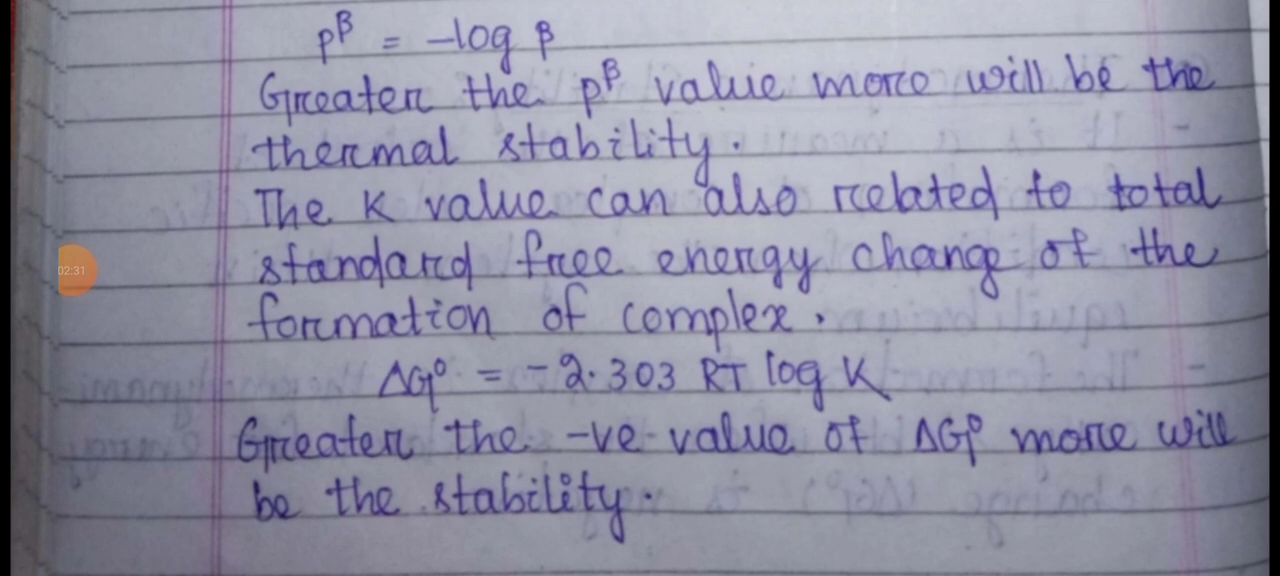 pβ = -log β
Greater the pβ value more will be the
thermal stability.
The K value can also related to total
standard free energy change of the
formation of complex.
02:31
ΔG° = -2.303 RT log K
Greater the -ve value of ΔG° more will
be the stability.